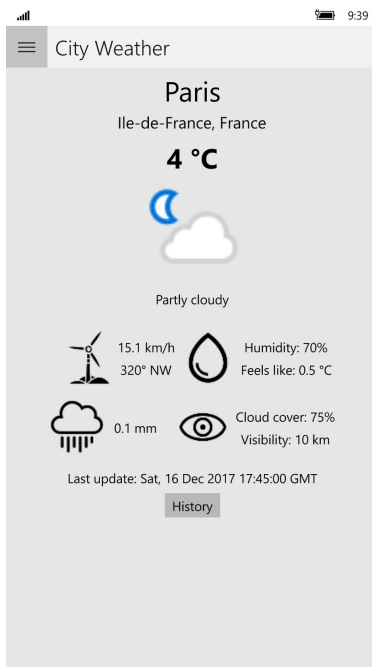 9:39
City Weather
Paris
Ile-de-France, France
4 °C
Partly cloudy
15.1 km/h
320° NW
Humidity: 70%
Feels like: 0.5 °C
0.1 mm
Cloud cover: 75%
Visibility: 10 km
Last update: Sat, 16 Dec 2017 17:45:00 GMT
History